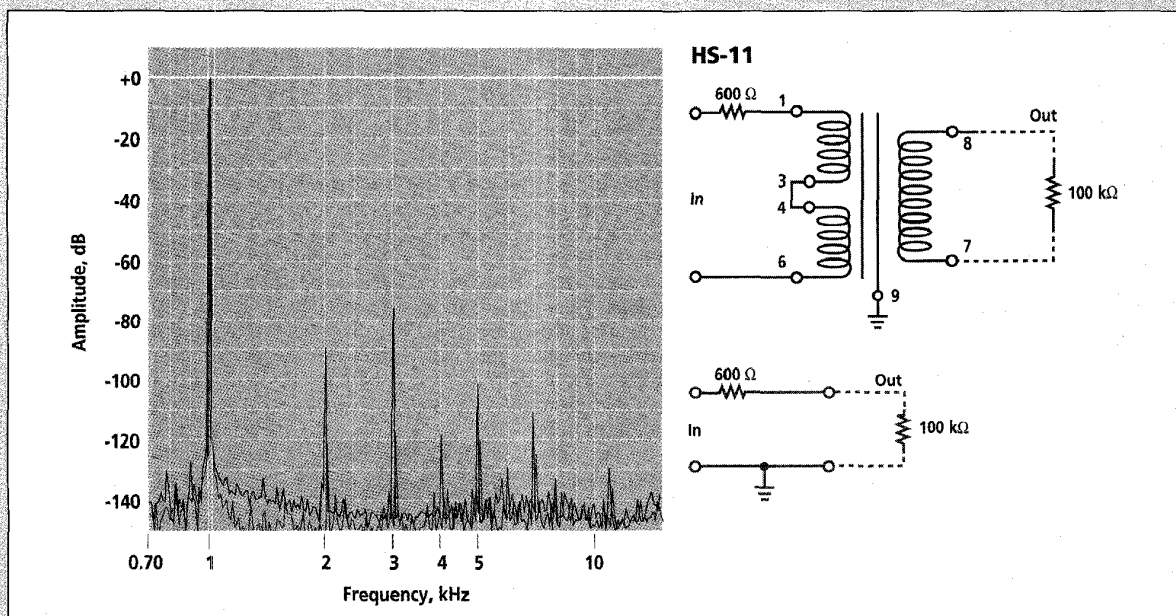 +0
-20
-40
-60
-80
-100
-120
-140
Amplitude, dB
0.70 1 2 3 4 5 10
Frequency, kHz
HS-11
600 Ω
1
3
4
6
In
9
8
7
Out
100 kΩ
600 Ω
In
Out
100 kΩ